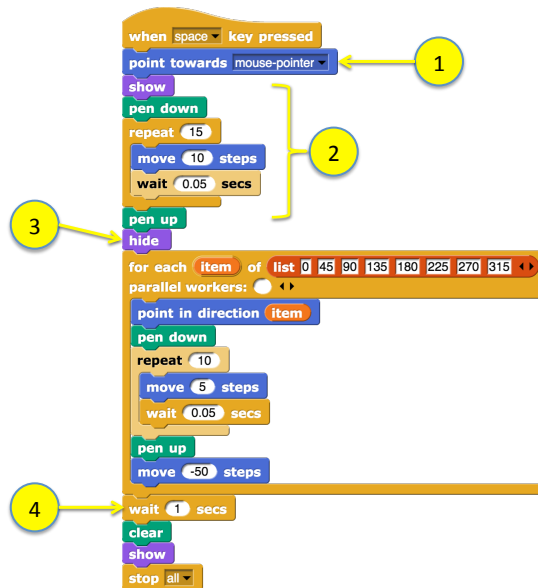 when space key pressed
point towards mouse-pointer
1
show
pen down
repeat 15
move 10 steps
2
wait 0.05 secs
pen up
3
hide
for each item of list 0 45 90 135 180 225 270 315
parallel workers:
point in direction item
pen down
repeat 10
move 5 steps
wait 0.05 secs
pen up
move -50 steps
4
wait 1 secs
clear
show
stop all